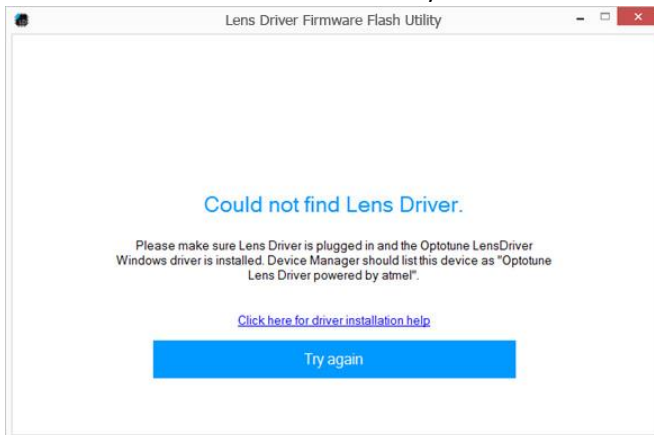 Lens Driver Firmware Flash Utility
Could not find Lens Driver.
Please make sure Lens Driver is plugged in and the Optotune LensDriver
Windows driver is installed. Device Manager should list this device as "Optotune
Lens Driver powered by atmel".
Click here for driver installation help
Try again